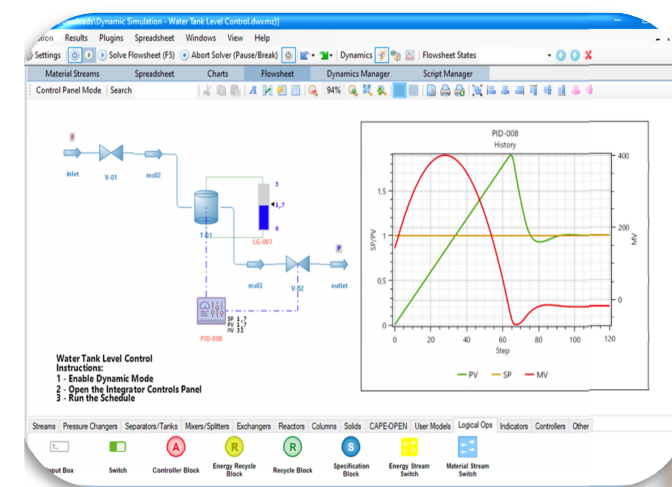 ownloads\Dynamic Simulation - Water Tank Level Control.dwxmz)]
Results Plugins Spreadsheet Windows View Help
Settings Solve Flowsheet (F5) Abort Solver (Pause/Break) Dynamics Flowsheet States
Material Streams Spreadsheet Charts Flowsheet Dynamics Manager Script Manager
Control Panel Mode Search 94%
F
inlet
V-01
ms02
T-01
3
1,7
0
LG-007
ms03
V-02
P
outlet
SP 1,7
PV 1,7
MV 32
PID-008
Water Tank Level Control
Instructions:
1 - Enable Dynamic Mode
2 - Open the Integrator Controls Panel
3 - Run the Schedule
PID-008
History
SP/PV
1,5
1
0,5
0
400
200
0
MV
0 20 40 60 80 100 120
Step
PV SP MV
Streams Pressure Changers Separators/Tanks Mixers/Splitters Exchangers Reactors Columns Solids CAPE-OPEN User Models Logical Ops Indicators Controllers Other
1...
A
R
R
S
nput Box
Switch
Controller Block
Energy Recycle Block
Recycle Block
Specification Block
Energy Stream Switch
Material Stream Switch